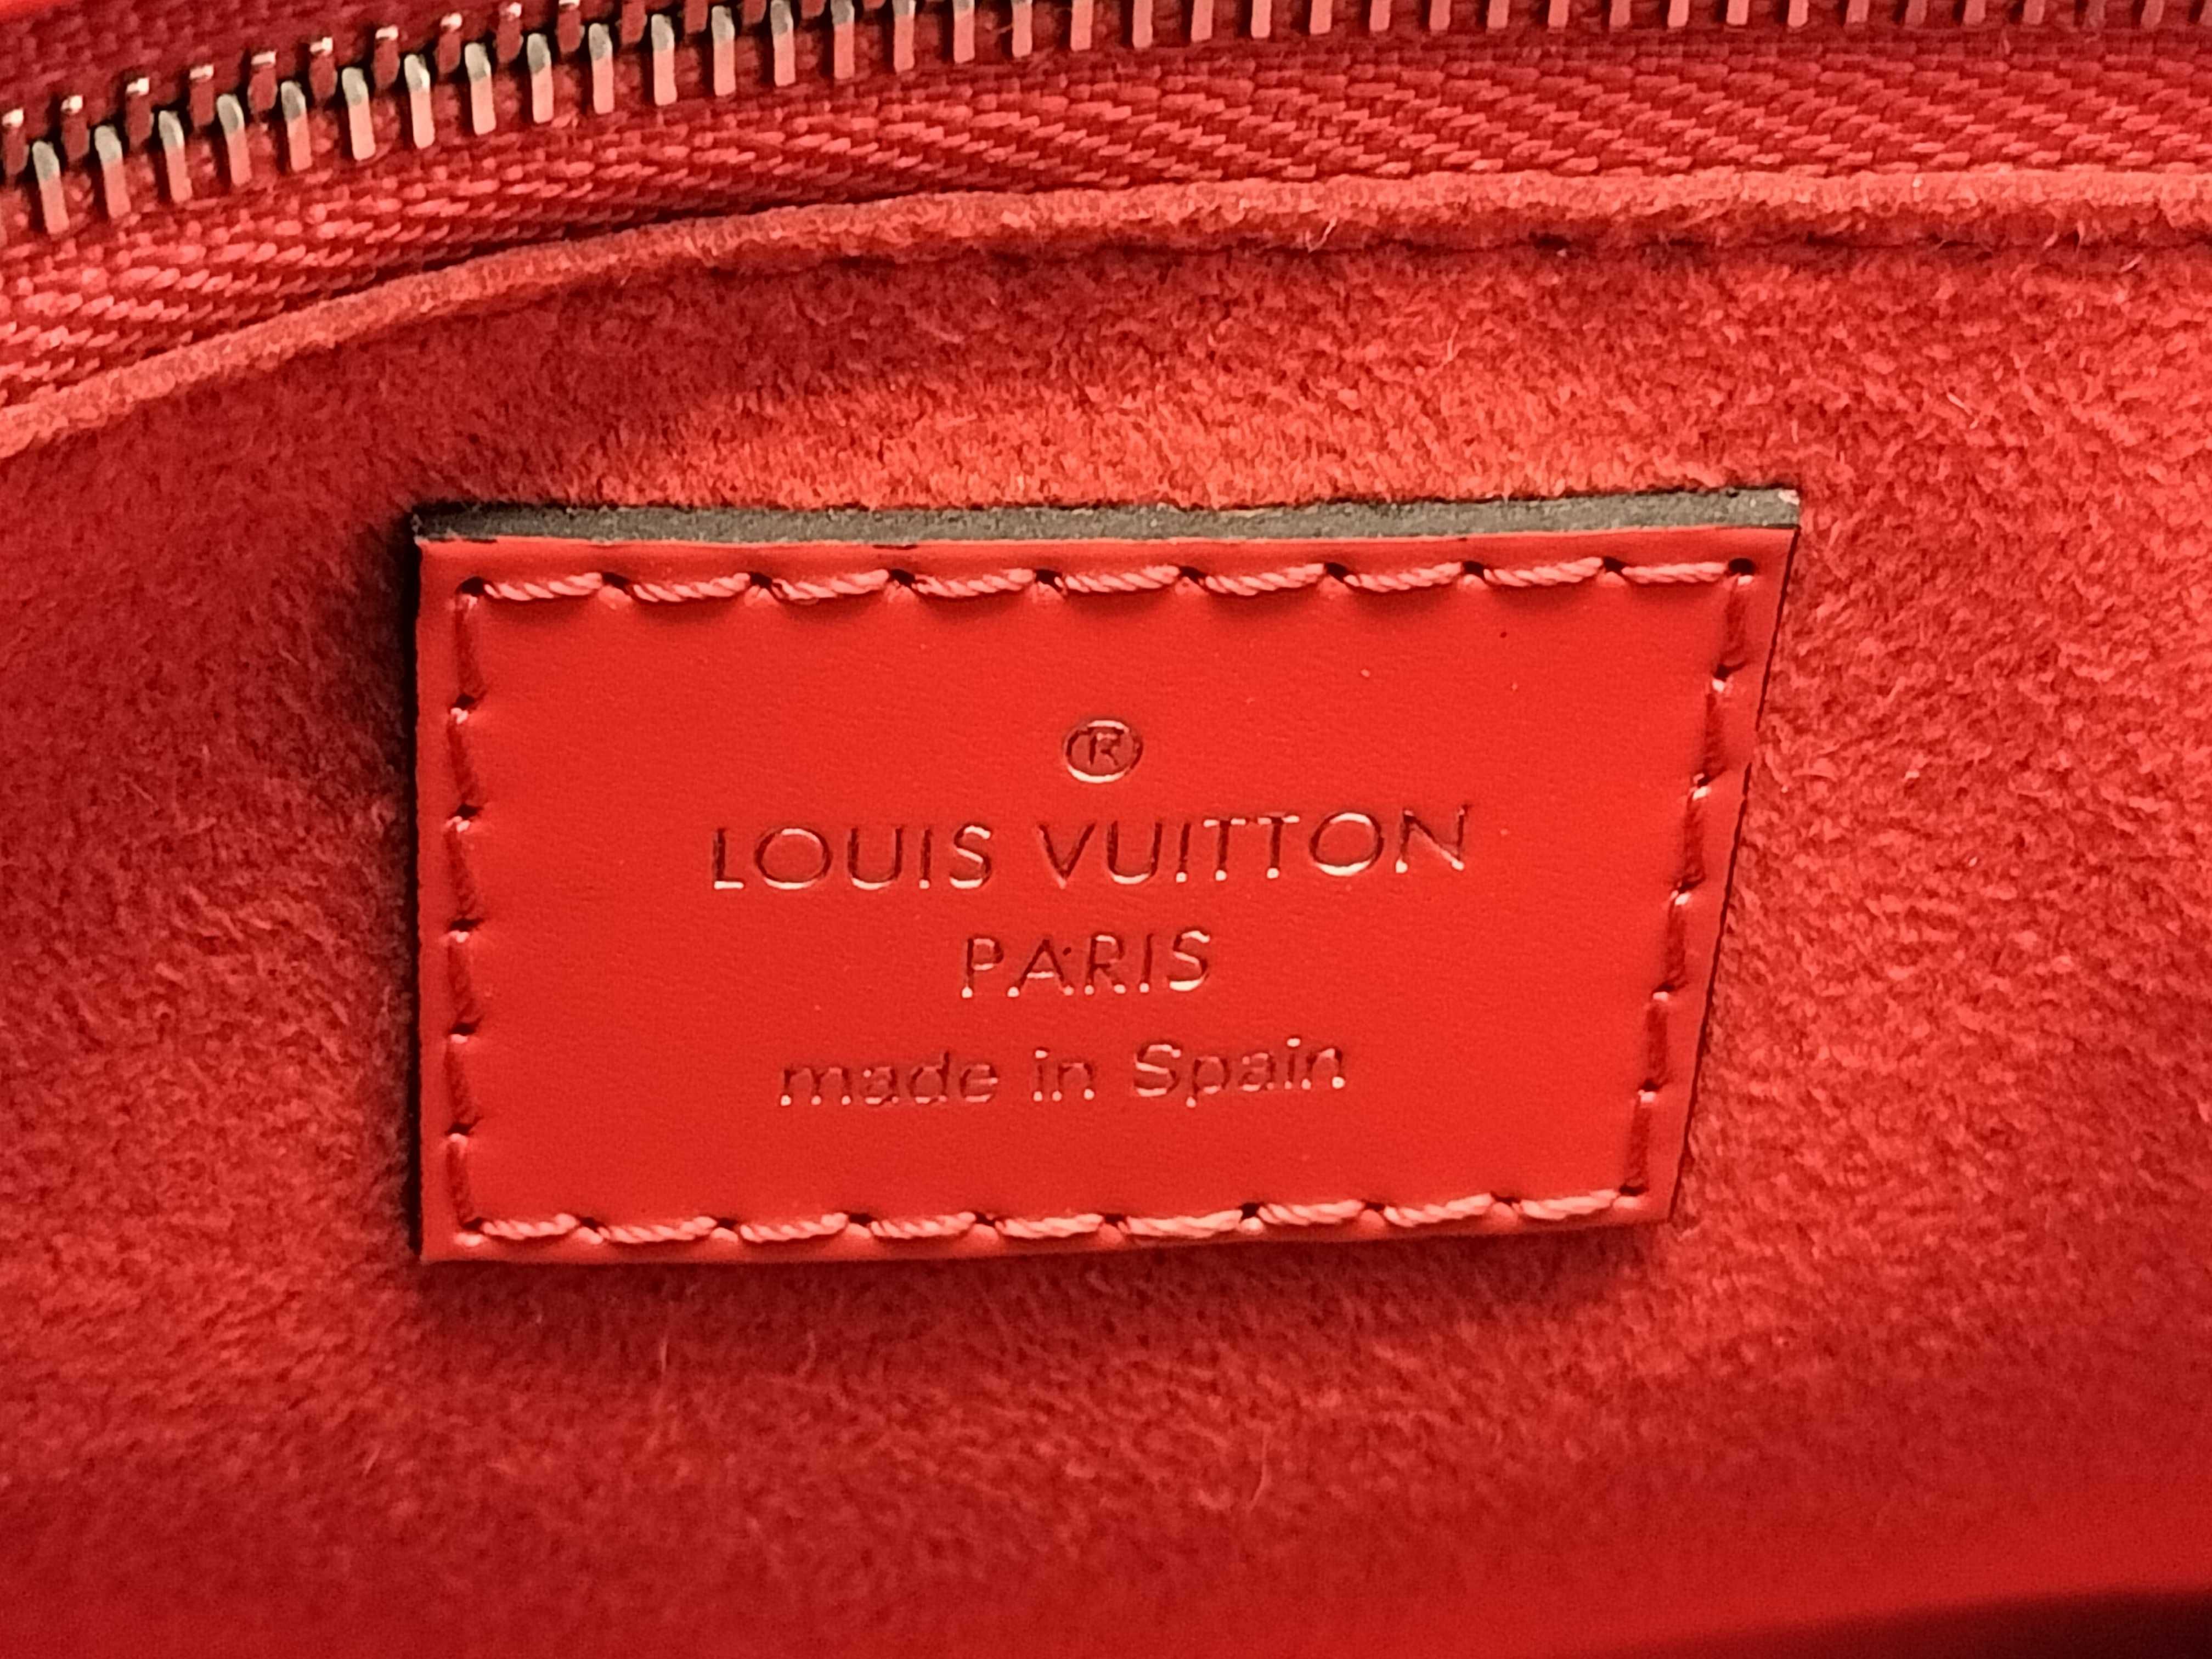 ®
LOUIS VUITTON
PARIS
made in Spain